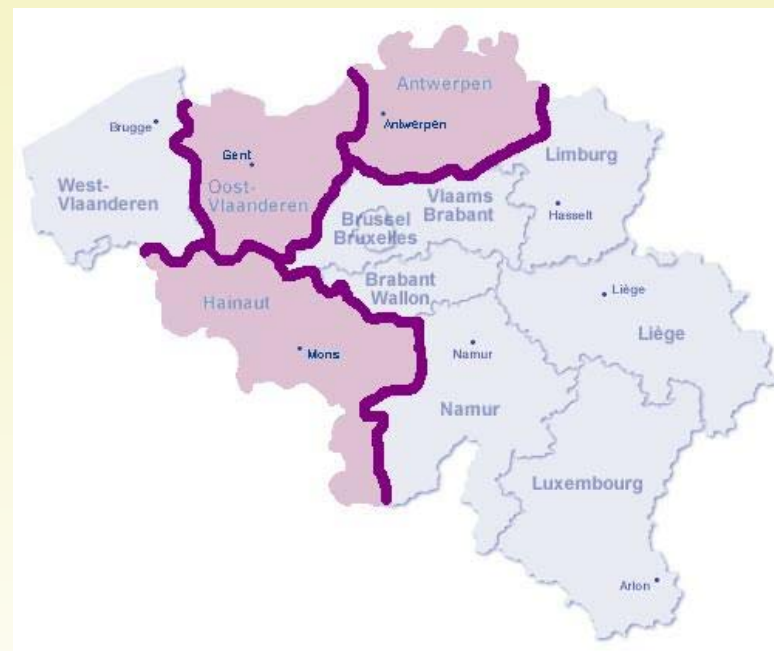 Antwerpen
Antwerpen
Brugge
Gent
Limburg
West-
Vlaanderen
Oost-
Vlaanderen
Vlaams
Brabant
Hasselt
Brussel
Bruxelles
Brabant
Wallon
Liège
Hainaut
Liège
Mons
Namur
Namur
Luxembourg
Arlon